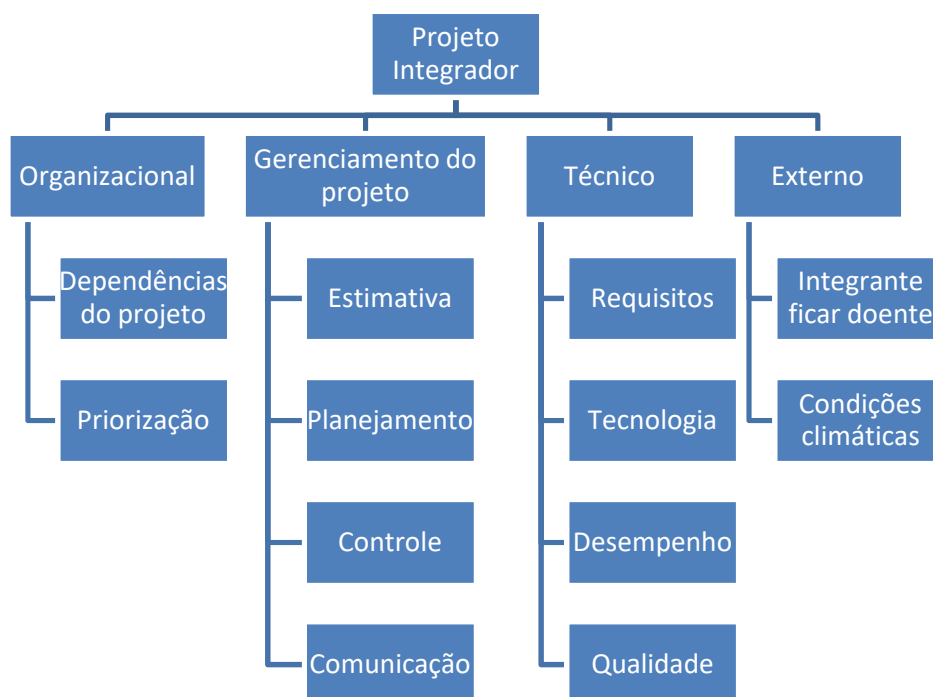 Projeto
Integrador
Organizacional
Gerenciamento do
projeto
Técnico
Externo
Dependências
do projeto
Priorização
Estimativa
Planejamento
Controle
Comunicação
Requisitos
Tecnologia
Desempenho
Qualidade
Integrante
ficar doente
Condições
climáticas